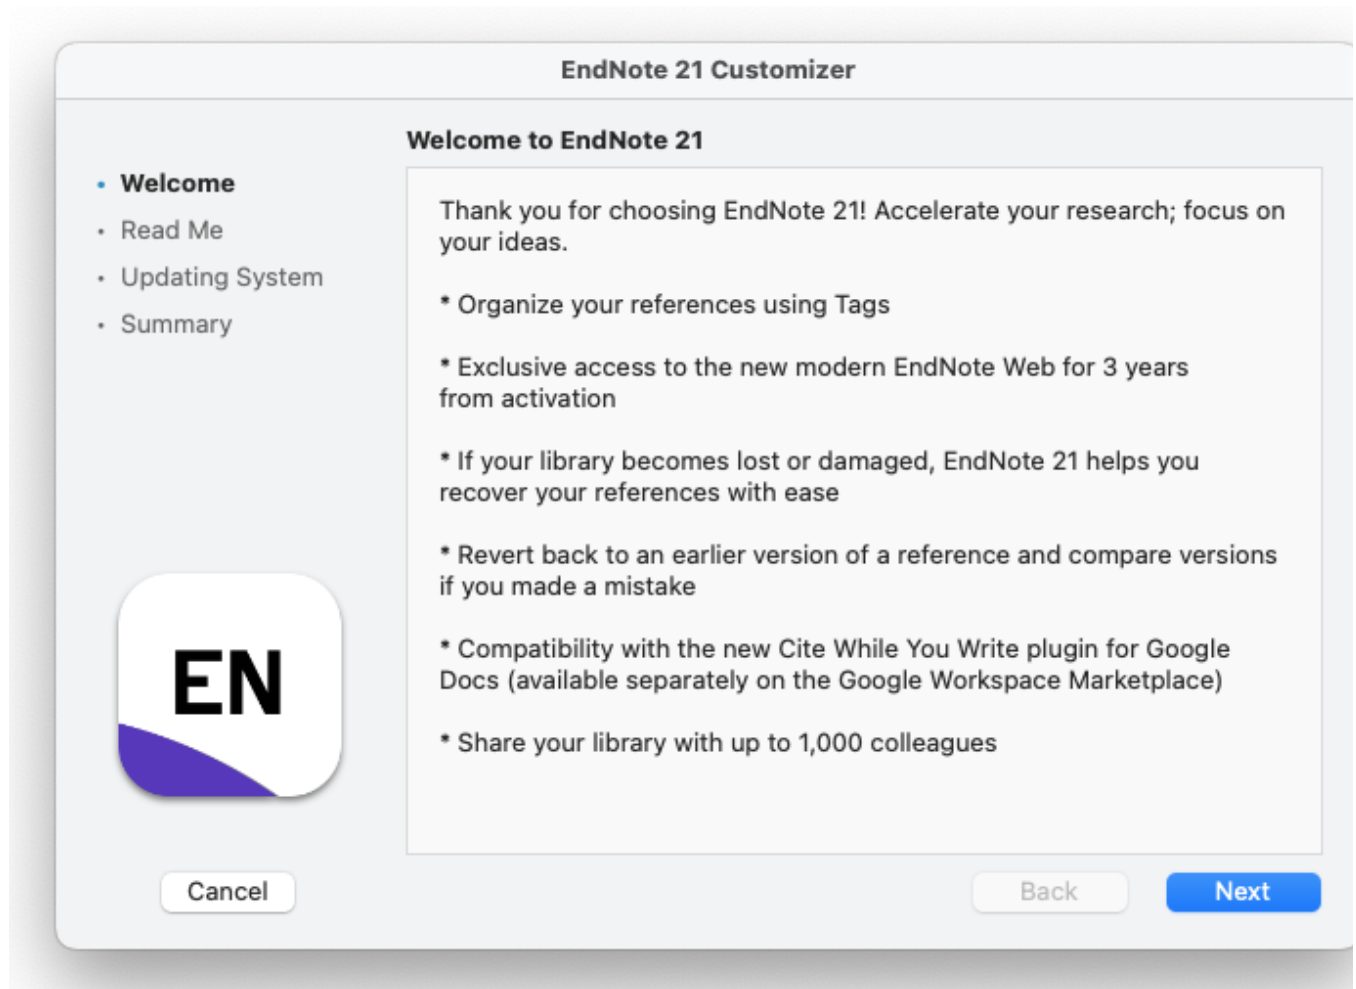 EndNote 21 Customizer
Welcome to EndNote 21
• Welcome
• Read Me
• Updating System
• Summary
Thank you for choosing EndNote 21! Accelerate your research; focus on
your ideas.
* Organize your references using Tags
* Exclusive access to the new modern EndNote Web for 3 years
from activation
* If your library becomes lost or damaged, EndNote 21 helps you
recover your references with ease
* Revert back to an earlier version of a reference and compare versions
if you made a mistake
* Compatibility with the new Cite While You Write plugin for Google
Docs (available separately on the Google Workspace Marketplace)
* Share your library with up to 1,000 colleagues
EN
Cancel
Back
Next